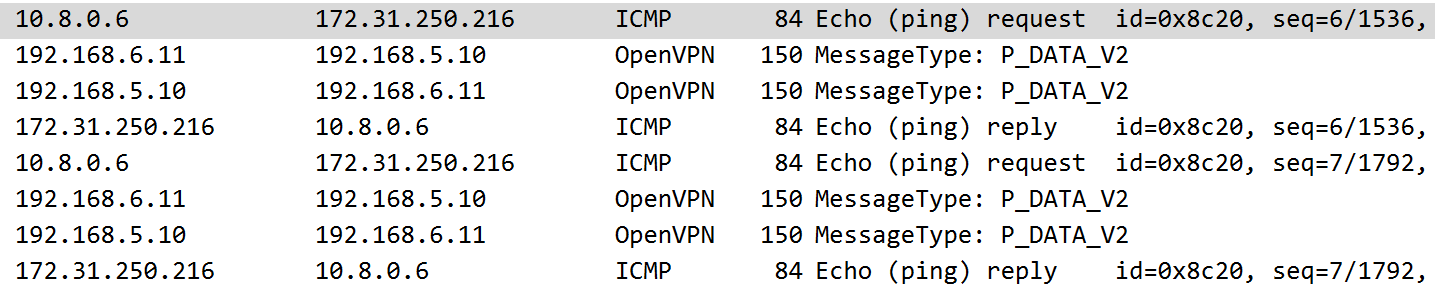 10.8.0.6 172.31.250.216 ICMP 84 Echo (ping) request id=0x8c20, seq=6/1536,
192.168.6.11 192.168.5.10 OpenVPN 150 MessageType: P_DATA_V2
192.168.5.10 192.168.6.11 OpenVPN 150 MessageType: P_DATA_V2
172.31.250.216 10.8.0.6 ICMP 84 Echo (ping) reply id=0x8c20, seq=6/1536,
10.8.0.6 172.31.250.216 ICMP 84 Echo (ping) request id=0x8c20, seq=7/1792,
192.168.6.11 192.168.5.10 OpenVPN 150 MessageType: P_DATA_V2
192.168.5.10 192.168.6.11 OpenVPN 150 MessageType: P_DATA_V2
172.31.250.216 10.8.0.6 ICMP 84 Echo (ping) reply id=0x8c20, seq=7/1792,